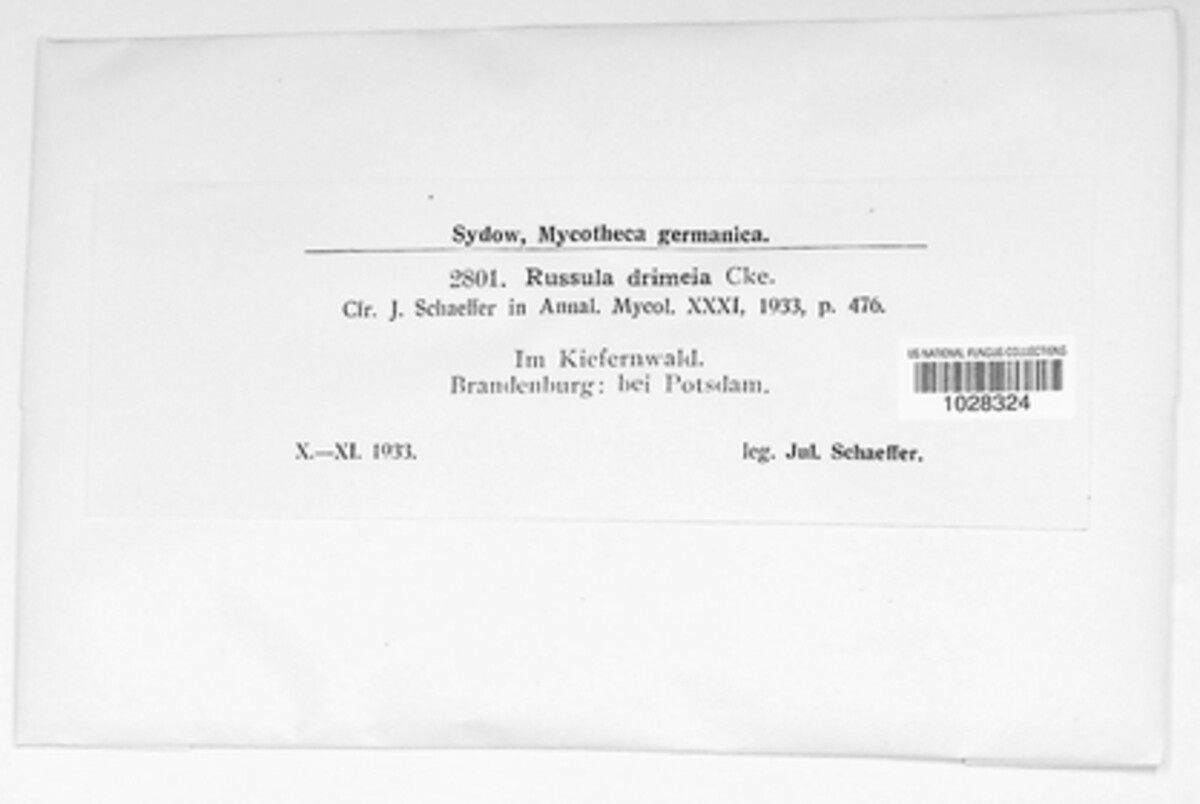 Sydow, Mycotheca germanica.
2801. Russula drimeia Cke.
Cfr. J. Schaeffer in Annal. Mycol. XXXI, 1933, p. 476.
Im Kiefernwald.
Brandenburg: bei Potsdam.
US NATIONAL FUNGUS COLLECTIONS
1028324
X.—XI. 1933.
leg. Jul. Schaeffer.